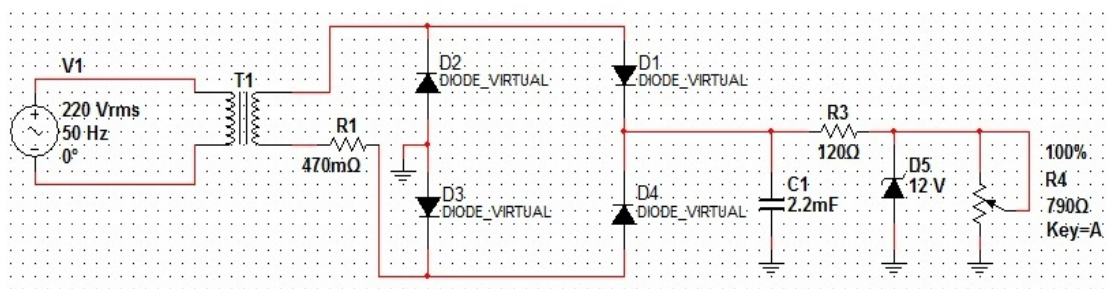 V1
220 Vrms
50 Hz
0°
T1
R1
470mΩ
D2
DIODE_VIRTUAL
D1
DIODE_VIRTUAL
D3
DIODE_VIRTUAL
D4
DIODE_VIRTUAL
C1
2.2mF
R3
120Ω
D5
12 V
100%
R4
790Ω
Key=A